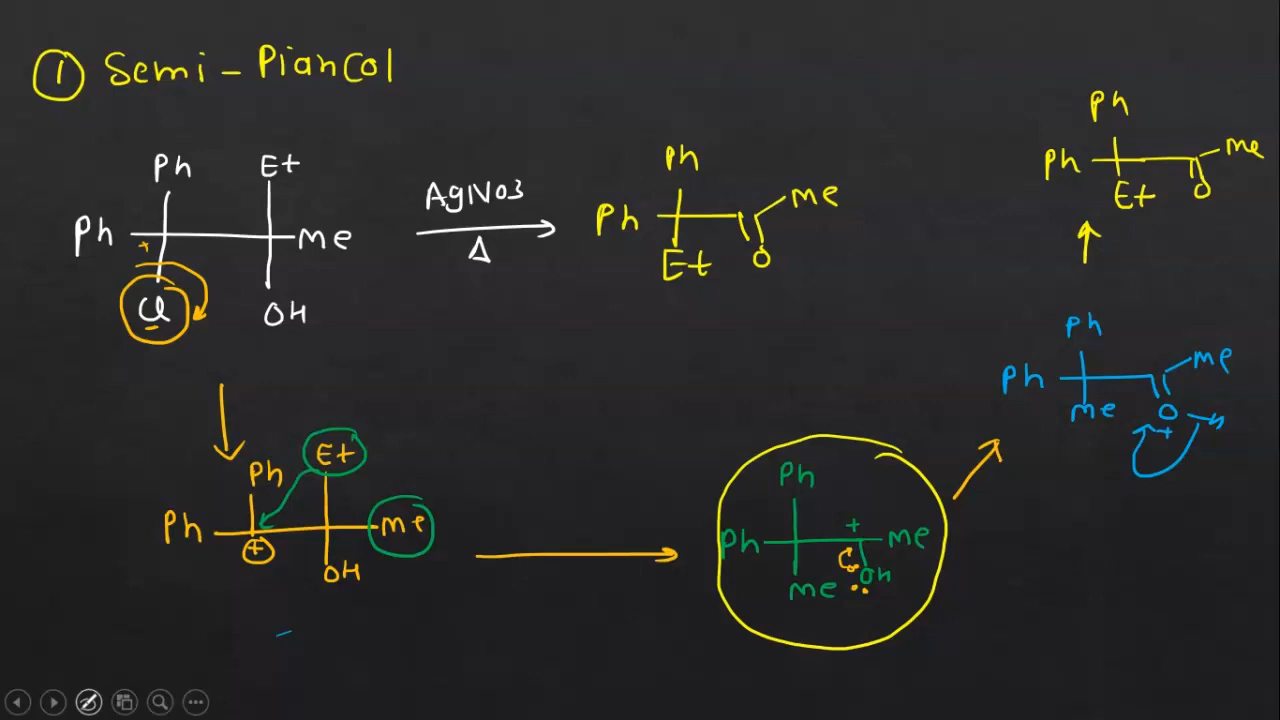 ① Semi - PianCol
Ph Et
Ph Me
+
Cl OH
AgNO3
Δ
Ph
Ph Me
Et O
Ph
Ph Me
Et O
Ph Et
Ph + Me
OH
Ph
Ph + Me
Me OH
Ph
Ph Me
Me O
+